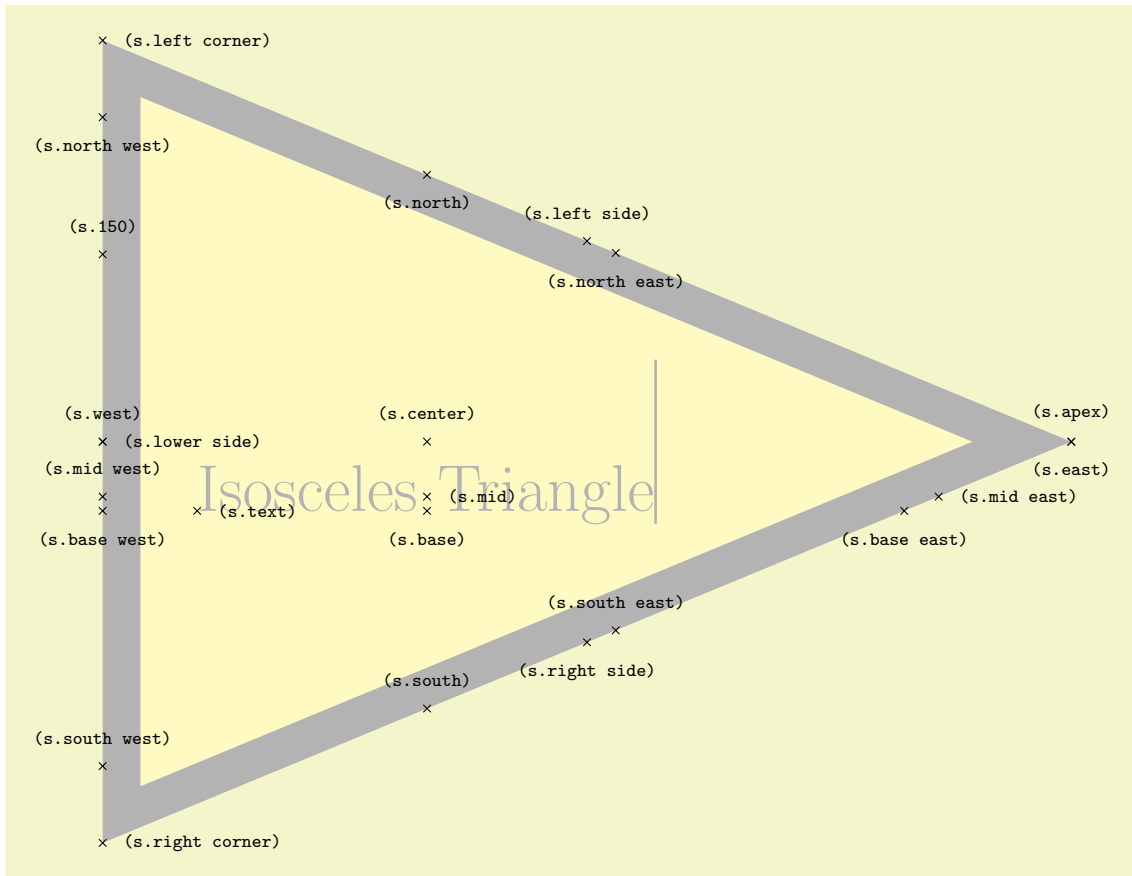 (s.left corner)
(s.north west)
(s.north)
(s.left side)
(s.150)
(s.north east)
(s.west)
(s.center)
(s.apex)
(s.lower side)
(s.mid west)
(s.east)
Isosceles Triangle
(s.mid)
(s.mid east)
(s.text)
(s.base west)
(s.base)
(s.base east)
(s.south east)
(s.right side)
(s.south)
(s.south west)
(s.right corner)